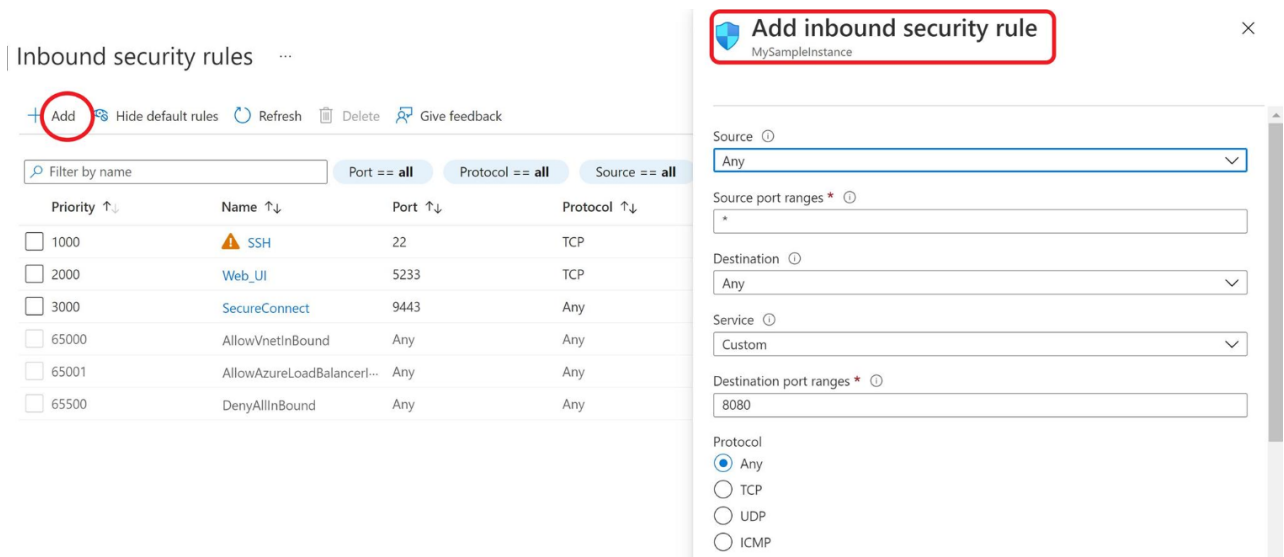 Inbound security rules ...
+ Add Hide default rules Refresh Delete Give feedback
Filter by name Port == all Protocol == all Source == all
Priority ↑↓ Name ↑↓ Port ↑↓ Protocol ↑↓
1000 SSH 22 TCP
2000 Web_UI 5233 TCP
3000 SecureConnect 9443 Any
65000 AllowVnetInBound Any Any
65001 AllowAzureLoadBalancerI... Any Any
65500 DenyAllInBound Any Any
Add inbound security rule
MySampleInstance
Source
Any
Source port ranges *
*
Destination
Any
Service
Custom
Destination port ranges *
8080
Protocol
Any
TCP
UDP
ICMP